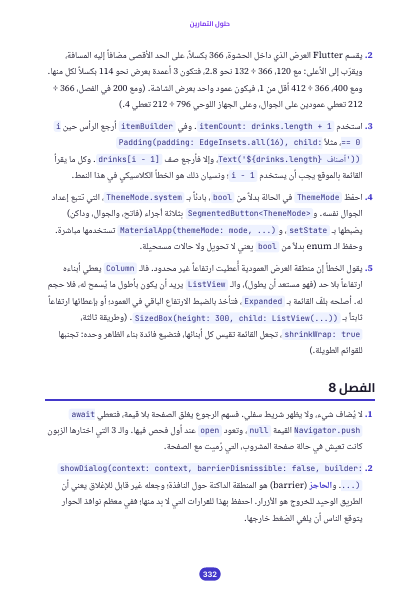 حلول التمارين
2. يقسم Flutter العرض الذي داخل الحشوة، 366 بكسلاً، على الحد الأقصى مضافاً إليه المسافة،
ويقرّب إلى الأعلى: مع 120، 366 ÷ 132 نحو 2.8، فتكون 3 أعمدة بعرض نحو 114 بكسلاً لكل منها.
ومع 400، 366 ÷ 412 أقل من 1، فيكون عمود واحد بعرض الشاشة. (ومع 200 في الفصل، 366 ÷
212 تعطي عمودين على الجوال، وعلى الجهاز اللوحي 796 ÷ 212 تعطي 4.)
3. استخدم itemCount: drinks.length + 1 . وفي itemBuilder أرجع الرأس حين i
== 0، مثلاً Padding(padding: EdgeInsets.all(16), child:
Text('${drinks.length} أصناف'))، وإلا فأرجع صف drinks[i - 1] . وكل ما يقرأ
القائمة بالموقع يجب أن يستخدم i - 1 ؛ ونسيان ذلك هو الخطأ الكلاسيكي في هذا النمط.
4. احفظ ThemeMode في الحالة بدلاً من bool ، بادئاً بـ ThemeMode.system ، التي تتبع إعداد
الجوال نفسه. و SegmentedButton<ThemeMode> بثلاثة أجزاء (فاتح، والجوال، وداكن)
يضبطها بـ setState ، و MaterialApp(themeMode: ...) تستخدمها مباشرة.
وحفظ الـ enum بدلاً من bool يعني لا تحويل ولا حالات مستحيلة.
5. يقول الخطأ إن منطقة العرض العمودية أُعطيت ارتفاعاً غير محدود. فالـ Column يعطي أبناءه
ارتفاعاً بلا حد (فهو مستعد أن يطول)، والـ ListView يريد أن يكون بأطول ما يُسمح له، فلا حجم
له. أصلحه بلفّ القائمة بـ Expanded ، فتأخذ بالضبط الارتفاع الباقي في العمود؛ أو بإعطائها ارتفاعاً
ثابتاً بـ SizedBox(height: 300, child: ListView(...)) . (وطريقة ثالثة،
shrinkWrap: true ، تجعل القائمة تقيس كل أبنائها، فتضيع فائدة بناء الظاهر وحده: تجنبها
للقوائم الطويلة.)
الفصل 8
1. لا يُضاف شيء، ولا يظهر شريط سفلي. فسهم الرجوع يغلق الصفحة بلا قيمة، فتعطي await
Navigator.push القيمة null ، وتعود open عند أول فحص فيها. والـ 3 التي اختارها الزبون
كانت تعيش في حالة صفحة المشروب، التي رُميت مع الصفحة.
2. showDialog(context: context, barrierDismissible: false, builder:
...). والحاجز (barrier) هو المنطقة الداكنة حول النافذة؛ وجعله غير قابل للإغلاق يعني أن
الطريق الوحيد للخروج هو الأزرار. احتفظ بهذا للقرارات التي لا بد منها؛ ففي معظم نوافذ الحوار
يتوقع الناس أن يلغي الضغط خارجها.
332